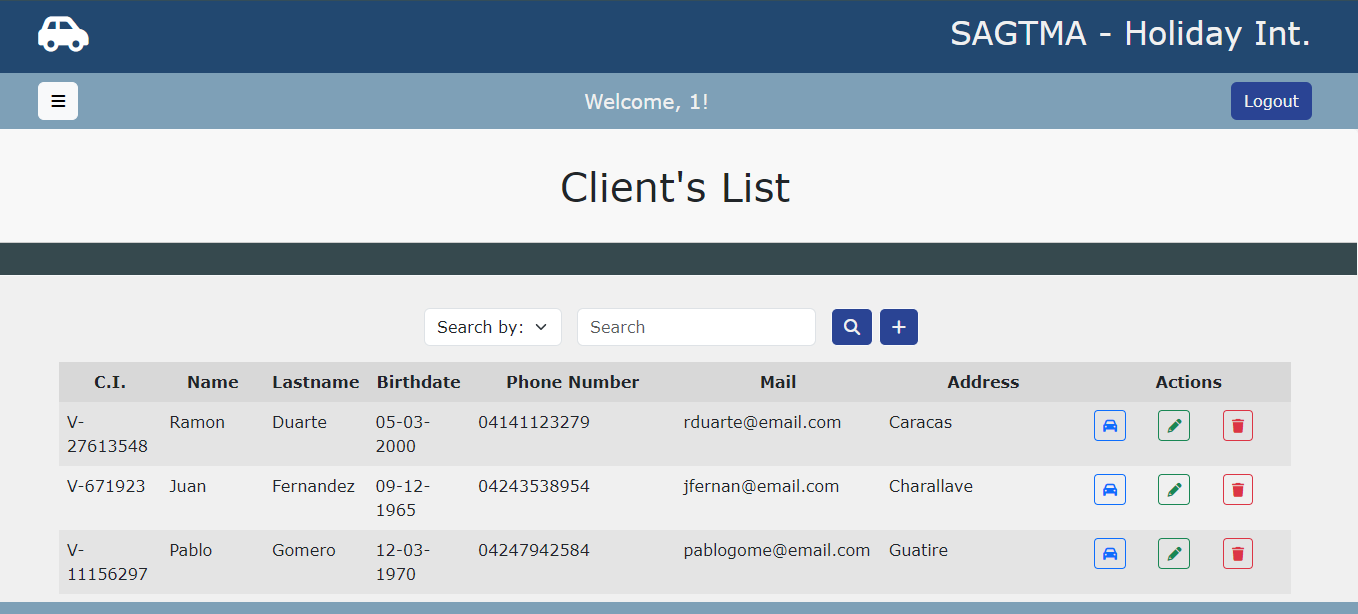 SAGTMA - Holiday Int.
Welcome, 1!
Logout
Client's List
Search by:
Search
C.I. Name Lastname Birthdate Phone Number Mail Address Actions
V- Ramon Duarte 05-03- 04141123279 rduarte@email.com Caracas
27613548 2000
V-671923 Juan Fernandez 09-12- 04243538954 jfernan@email.com Charallave
1965
V- Pablo Gomero 12-03- 04247942584 pablogome@email.com Guatire
11156297 1970